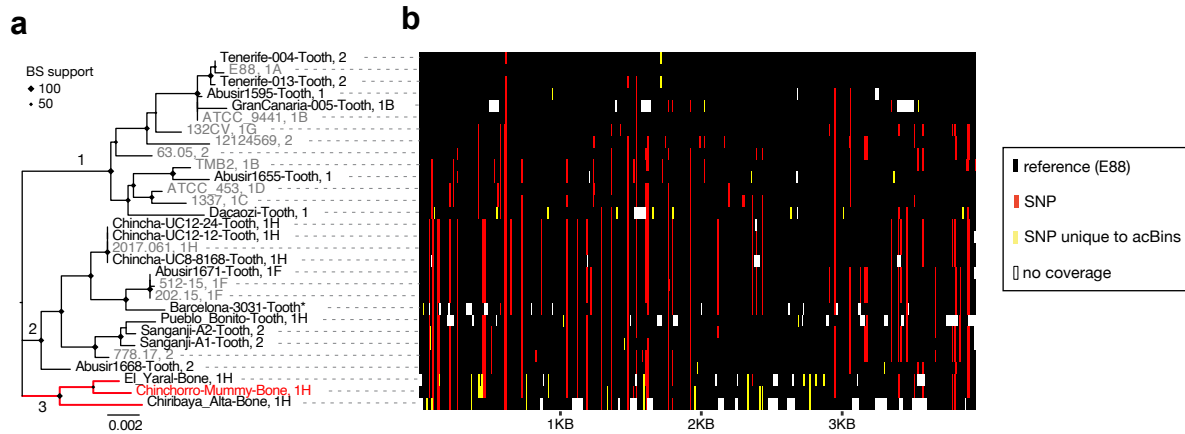 a
b
BS support
100
50
Tenerife-004-Tooth, 2
E88, 1A
Tenerife-013-Tooth, 2
Abusir1595-Tooth, 1
GranCanaria-005-Tooth, 1B
ATCC_9441, 1B
132CV, 1G
12124569, 2
63.05, 2
1
TMB2, 1B
Abusir1655-Tooth, 1
ATCC_453, 1D
1337, 1C
Dacaozi-Tooth, 1
Chincha-UC12-24-Tooth, 1H
Chincha-UC12-12-Tooth, 1H
2017.061, 1H
Chincha-UC8-8168-Tooth, 1H
Abusir1671-Tooth, 1F
512-15, 1F
202.15, 1F
Barcelona-3031-Tooth*
Pueblo_Bonito-Tooth, 1H
2
Sanganji-A2-Tooth, 2
Sanganji-A1-Tooth, 2
778.17, 2
Abusir1668-Tooth, 2
El_Yaral-Bone, 1H
Chinchorro-Mummy-Bone, 1H
3
Chiribaya_Alta-Bone, 1H
0.002
1KB
2KB
3KB
reference (E88)
SNP
SNP unique to acBins
no coverage